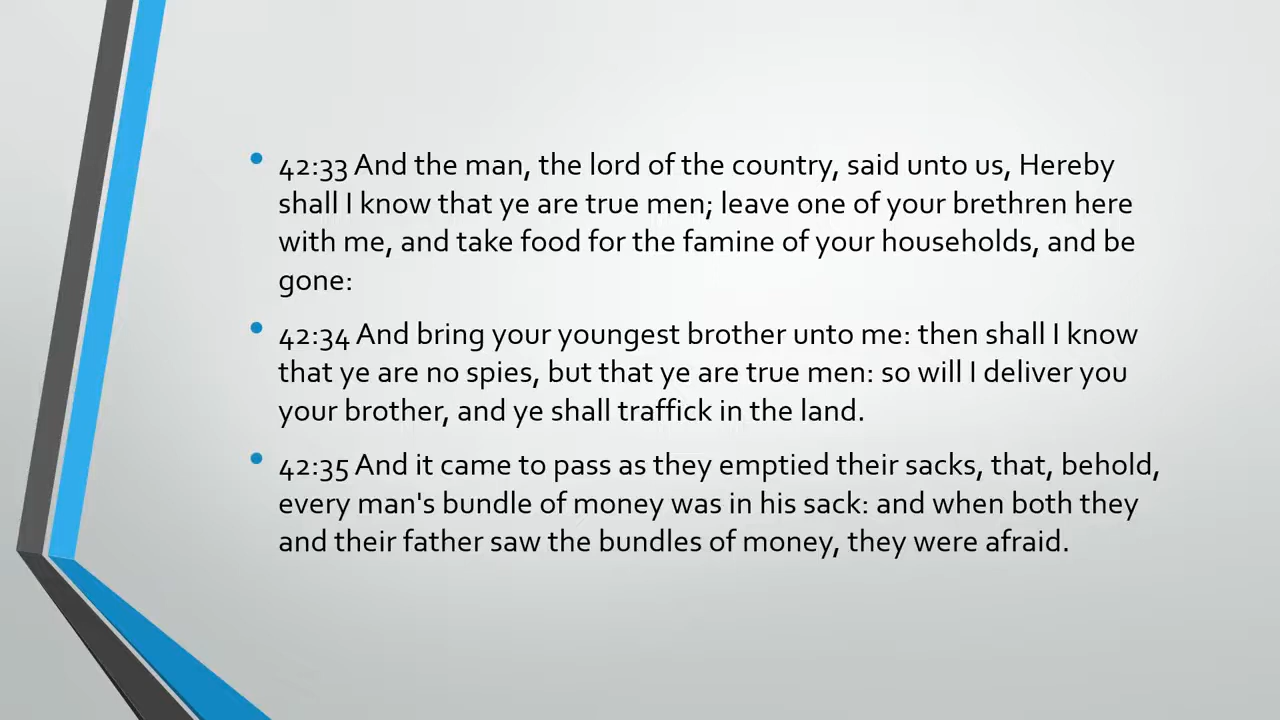 • 42:33 And the man, the lord of the country, said unto us, Hereby
shall I know that ye are true men; leave one of your brethren here
with me, and take food for the famine of your households, and be
gone:
• 42:34 And bring your youngest brother unto me: then shall I know
that ye are no spies, but that ye are true men: so will I deliver you
your brother, and ye shall traffick in the land.
• 42:35 And it came to pass as they emptied their sacks, that, behold,
every man's bundle of money was in his sack: and when both they
and their father saw the bundles of money, they were afraid.